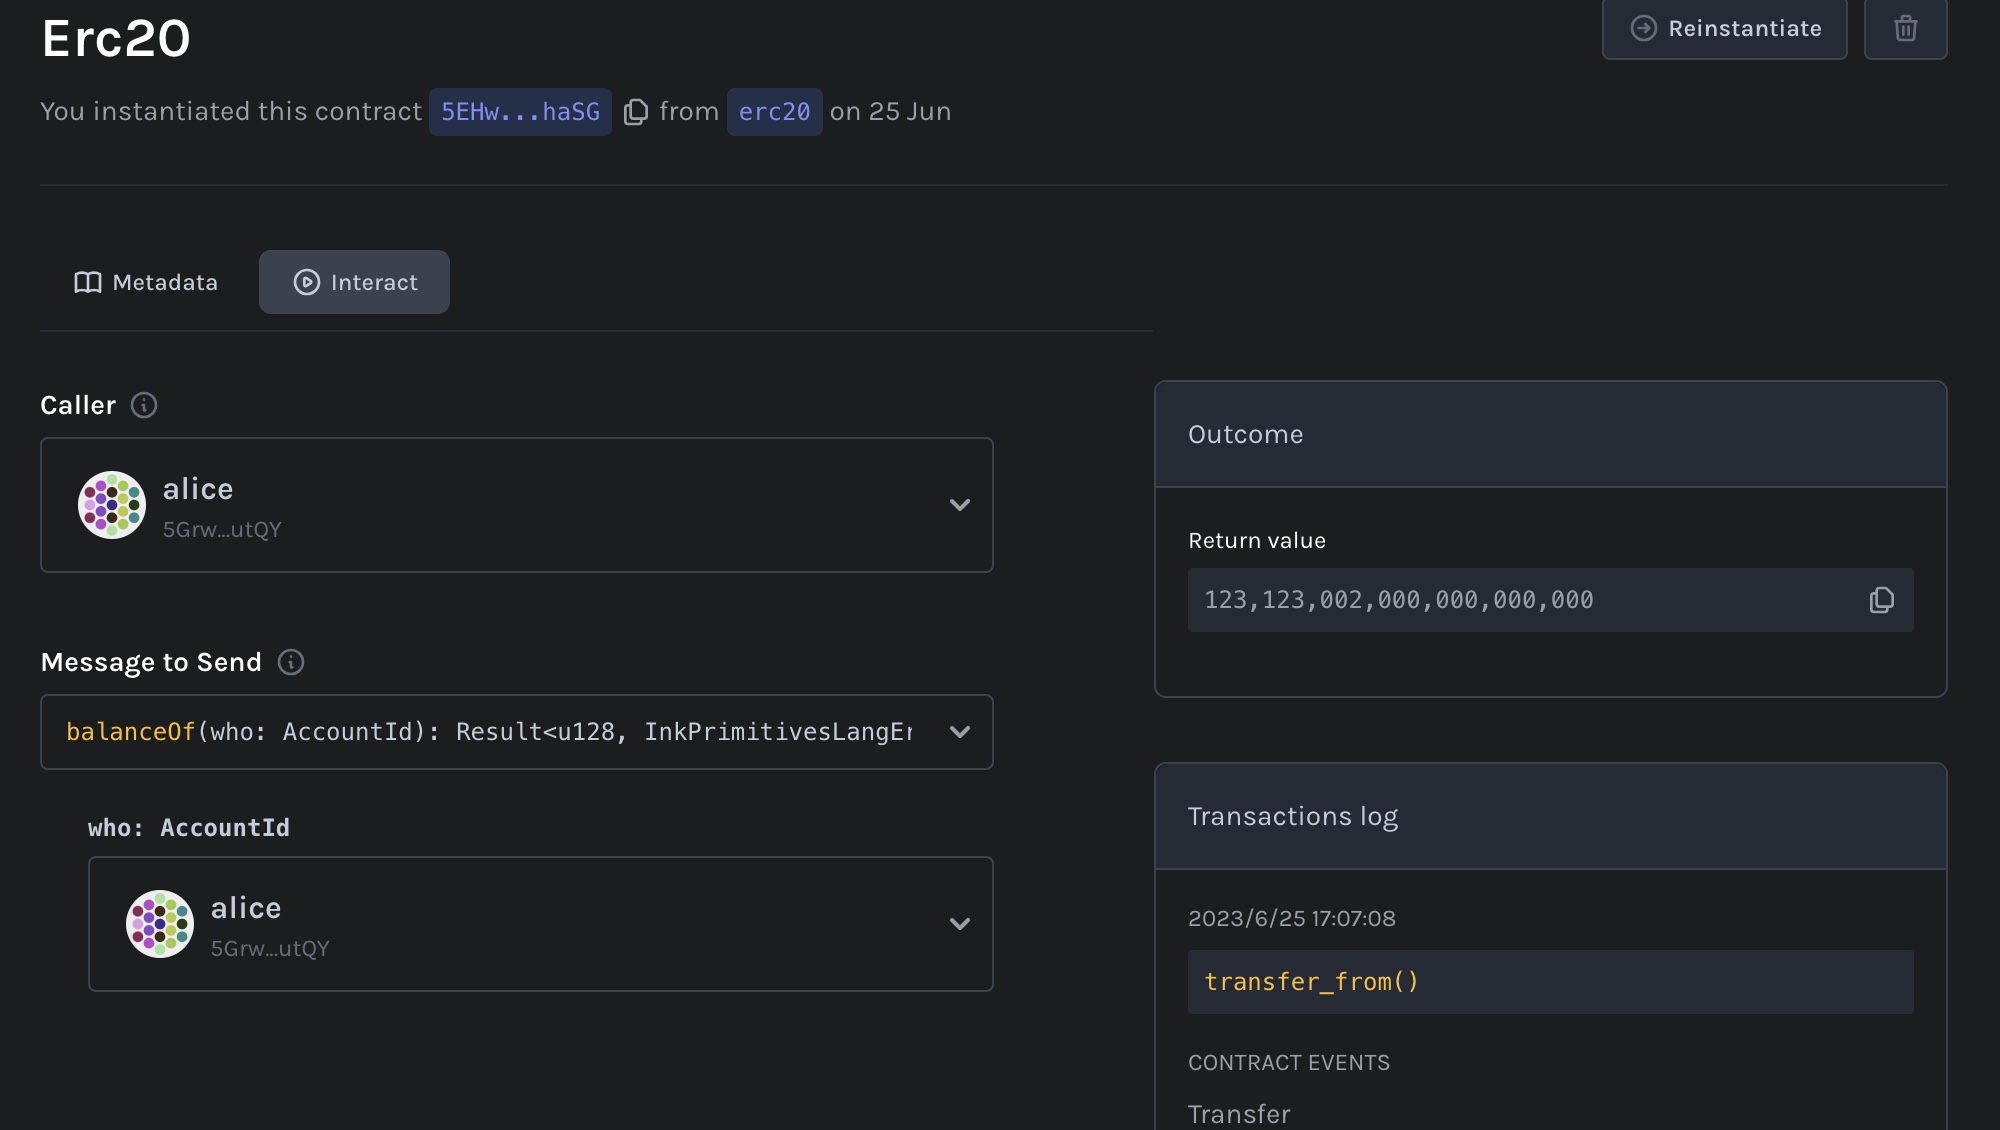 Erc20
Reinstantiate
You instantiated this contract 5EHw...haSG from erc20 on 25 Jun
Metadata
Interact
Caller
alice
5Grw...utQY
Message to Send
balanceOf(who: AccountId): Result<u128, InkPrimitivesLangEr
who: AccountId
alice
5Grw...utQY
Outcome
Return value
123,123,002,000,000,000,000
Transactions log
2023/6/25 17:07:08
transfer_from()
CONTRACT EVENTS
Transfer